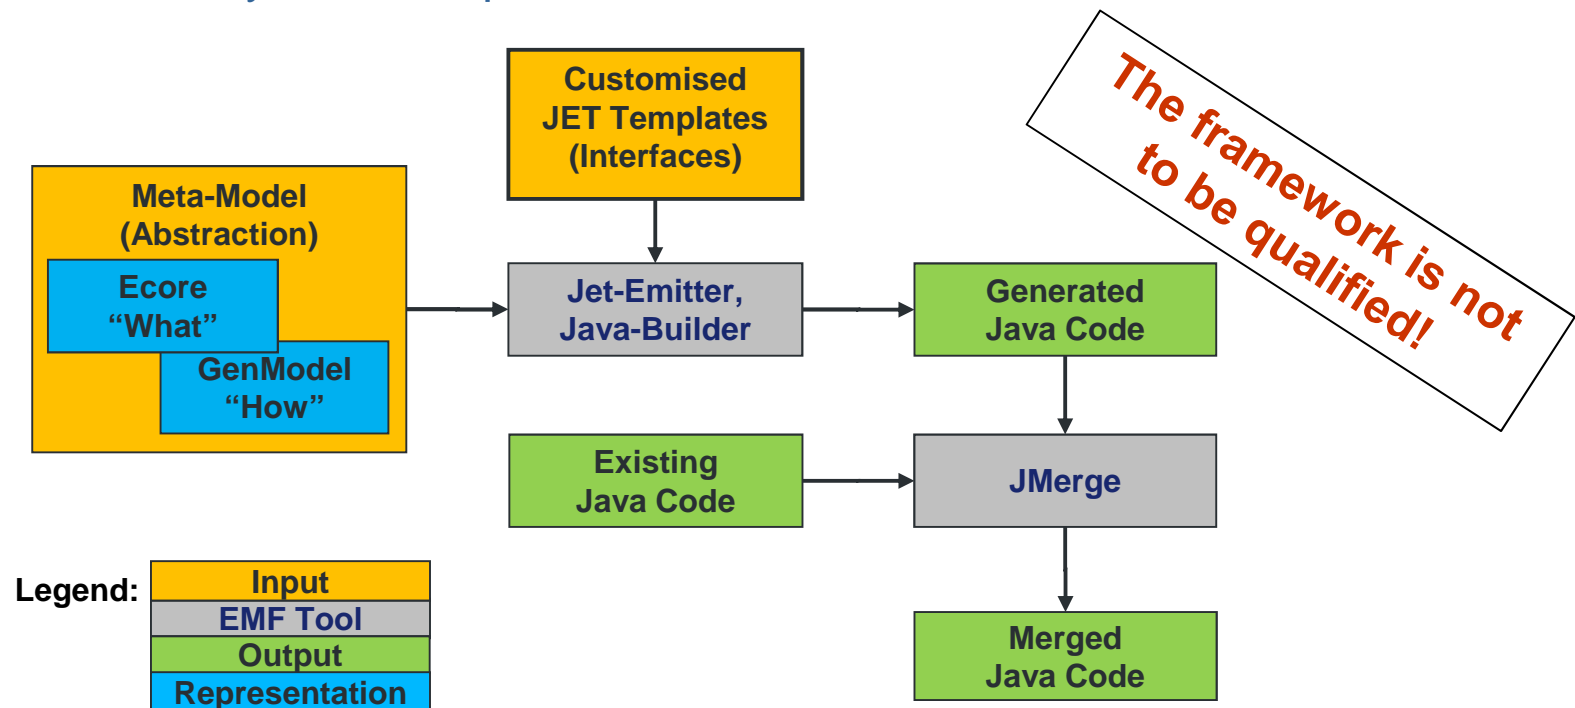 Customised
JET Templates
(Interfaces)
The framework is not
to be qualified!
Meta-Model
(Abstraction)
Ecore
“What”
GenModel
“How”
Jet-Emitter,
Java-Builder
Generated
Java Code
Existing
Java Code
JMerge
Legend:
Input
EMF Tool
Output
Representation
Merged
Java Code